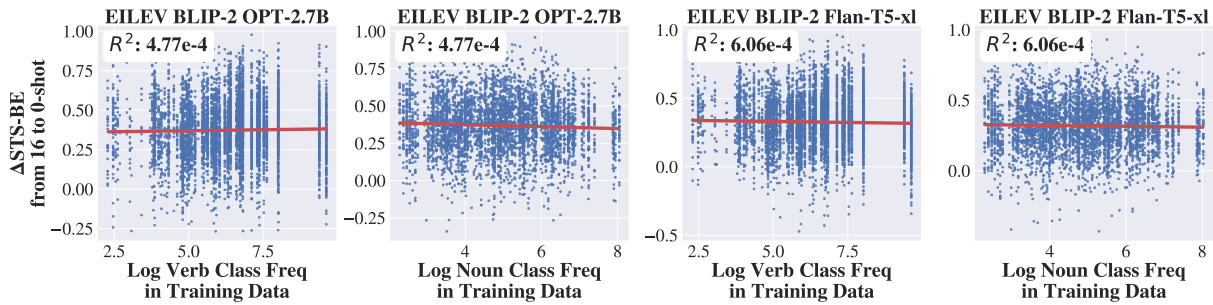 EILEV BLIP-2 OPT-2.7B
R²: 4.77e-4
1.00
0.75
0.50
0.25
0.00
−0.25
2.5 5.0 7.5
Log Verb Class Freq
in Training Data
ΔSTS-BE
from 16 to 0-shot
EILEV BLIP-2 OPT-2.7B
R²: 4.77e-4
1.00
0.75
0.50
0.25
0.00
−0.25
4 6 8
Log Noun Class Freq
in Training Data
EILEV BLIP-2 Flan-T5-xl
R²: 6.06e-4
1.0
0.5
0.0
−0.5
2.5 5.0 7.5
Log Verb Class Freq
in Training Data
EILEV BLIP-2 Flan-T5-xl
R²: 6.06e-4
1.0
0.5
0.0
4 6 8
Log Noun Class Freq
in Training Data